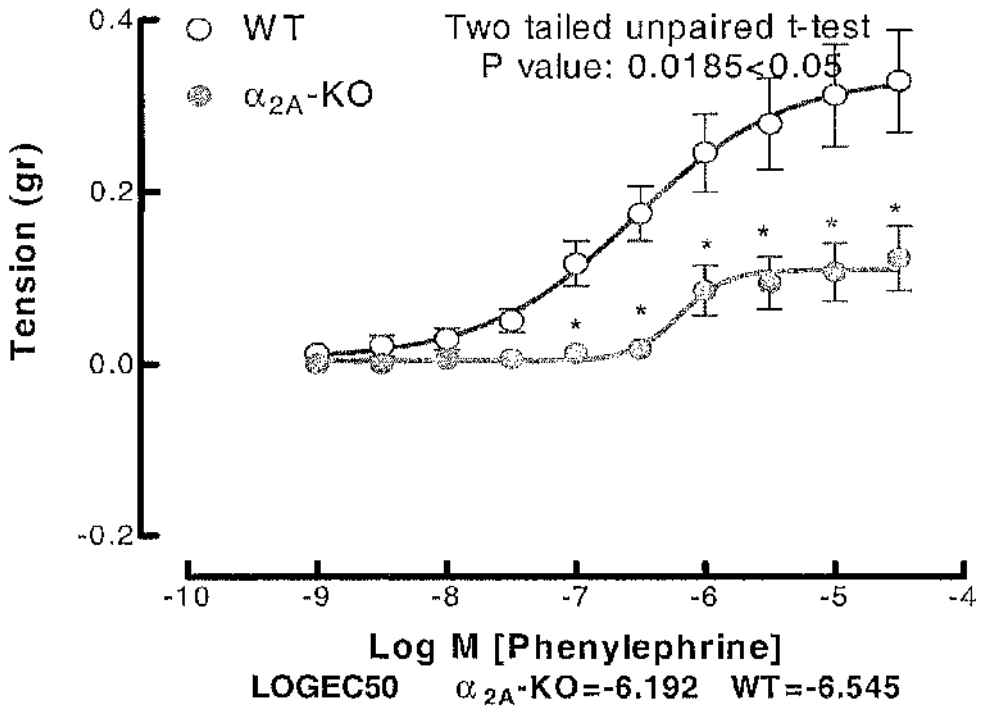 WT
α2A-KO
Two tailed unpaired t-test
P value: 0.0185<0.05
Tension (gr)
0.4
0.2
0.0
-0.2
* * * * * *
-10 -9 -8 -7 -6 -5 -4
Log M [Phenylephrine]
LOGEC50 α2A-KO=-6.192 WT=-6.545